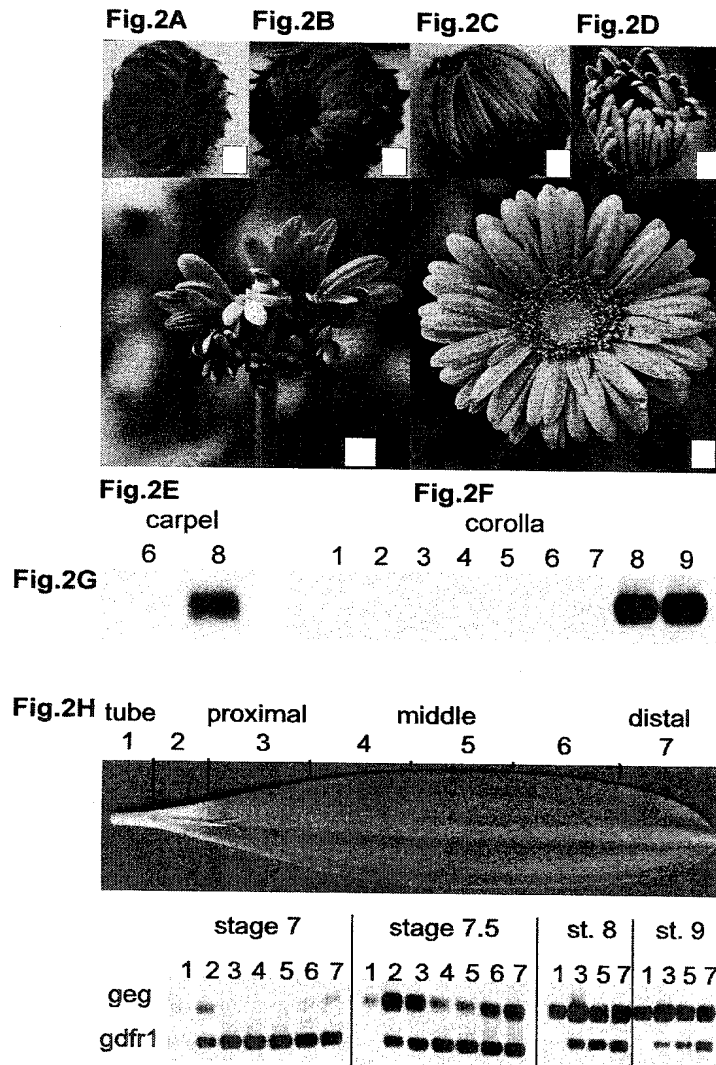 Fig.2A Fig.2B Fig.2C Fig.2D
Fig.2E Fig.2F
carpel corolla
6 8 1 2 3 4 5 6 7 8 9
Fig.2G
Fig.2H tube proximal middle distal
1 2 3 4 5 6 7
stage 7 stage 7.5 st. 8 st. 9
1 2 3 4 5 6 7 1 2 3 4 5 6 7 1 3 5 7 1 3 5 7
geg
gdfr1